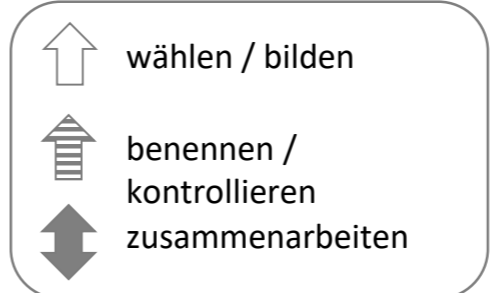 wählen / bilden
benennen /
kontrollieren
zusammenarbeiten